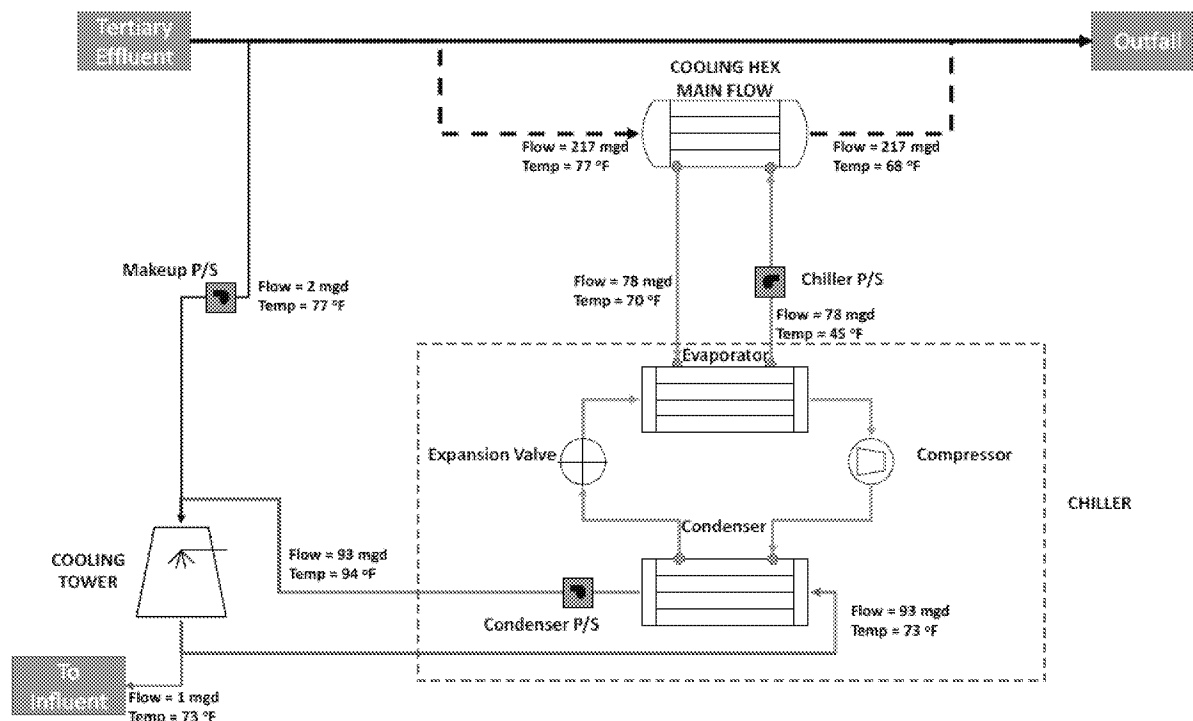 Tertiary
Effluent
Outfall
COOLING HEX
MAIN FLOW
Flow = 217 mgd
Temp = 77 °F
Flow = 217 mgd
Temp = 68 °F
Makeup P/S
Flow = 2 mgd
Temp = 77 °F
Flow = 78 mgd
Temp = 70 °F
Chiller P/S
Flow = 78 mgd
Temp = 45 °F
Evaporator
Expansion Valve
Compressor
CHILLER
Condenser
COOLING
TOWER
Flow = 93 mgd
Temp = 94 °F
Condenser P/S
Flow = 93 mgd
Temp = 73 °F
To
Influent
Flow = 1 mgd
Temp = 73 °F